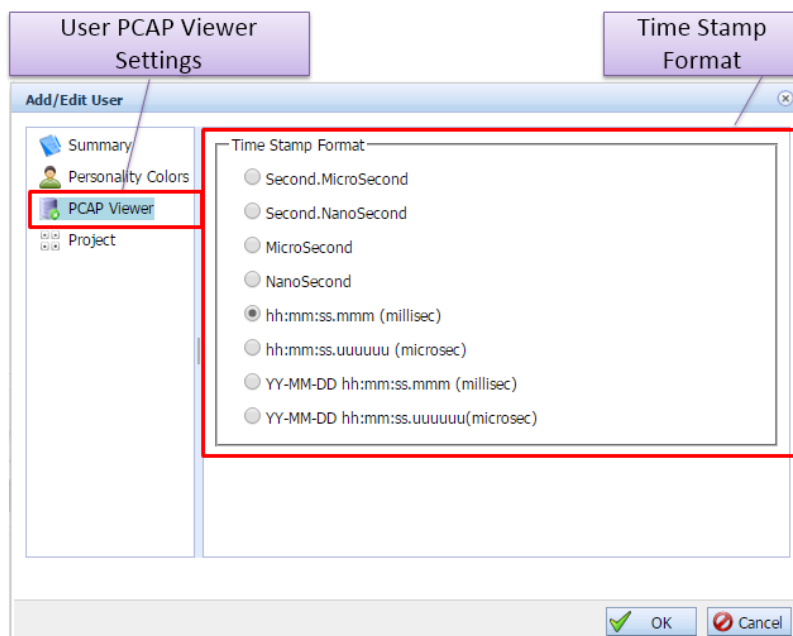 User PCAP Viewer
Settings
Time Stamp
Format
Add/Edit User
Summary
Personality Colors
PCAP Viewer
Project
Time Stamp Format
Second.MicroSecond
Second.NanoSecond
MicroSecond
NanoSecond
hh:mm:ss.mmm (millisec)
hh:mm:ss.uuuuuu (microsec)
YY-MM-DD hh:mm:ss.mmm (millisec)
YY-MM-DD hh:mm:ss.uuuuuu(microsec)
OK
Cancel